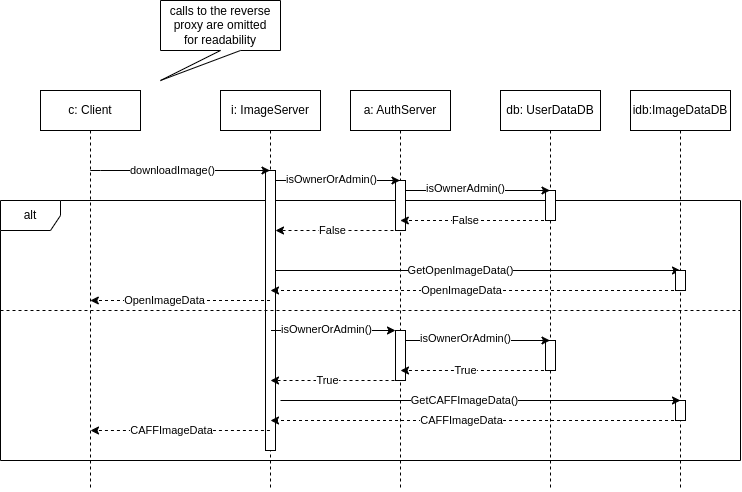 calls to the reverse
proxy are omitted
for readability
c: Client
i: ImageServer
a: AuthServer
db: UserDataDB
idb:ImageDataDB
downloadImage()
isOwnerOrAdmin()
isOwnerAdmin()
alt
False
False
GetOpenImageData()
OpenImageData
OpenImageData
isOwnerOrAdmin()
isOwnerOrAdmin()
True
True
GetCAFFImageData()
CAFFImageData
CAFFImageData